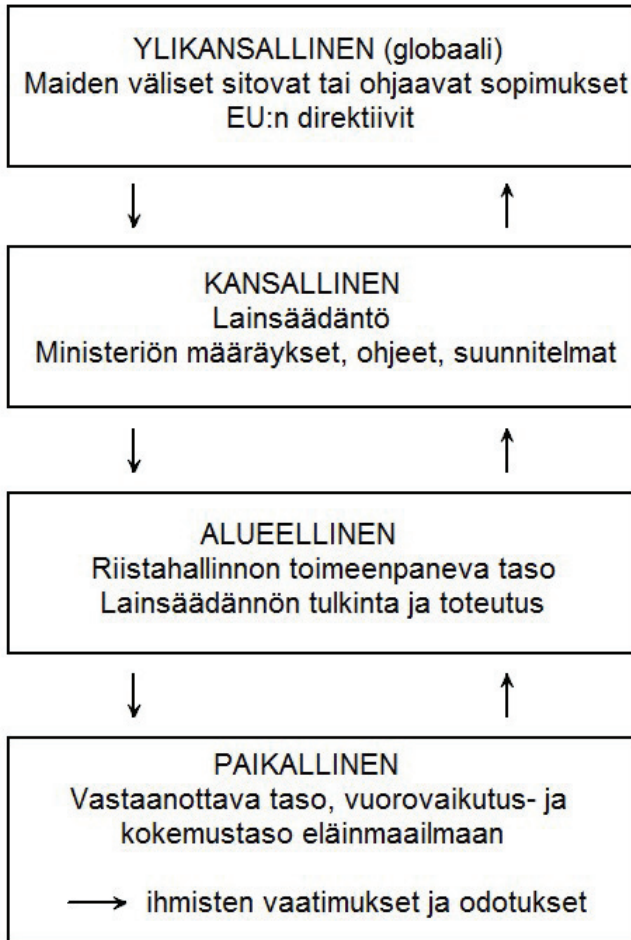 YLIKANSALLINEN (globaali)
Maiden väliset sitovat tai ohjaavat sopimukset
EU:n direktiivit
KANSALLINEN
Lainsäädäntö
Ministeriön määräykset, ohjeet, suunnitelmat
ALUEELLINEN
Riistahallinnon toimeenpaneva taso
Lainsäädännön tulkinta ja toteutus
PAIKALLINEN
Vastaanottava taso, vuorovaikutus- ja
kokemustaso eläinmaailmaan
ihmisten vaatimukset ja odotukset